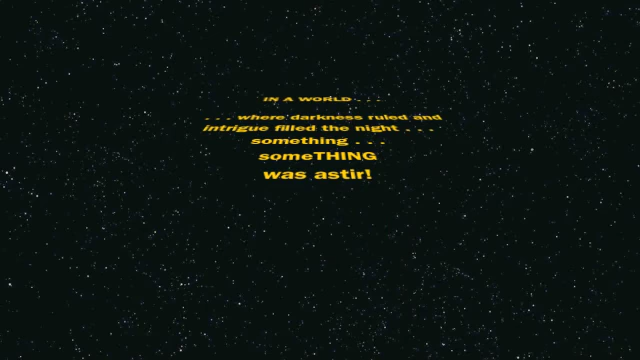 IN A WORLD . . .
. . . where darkness ruled and
intrigue filled the night . . .
something . . .
someTHING
was astir!